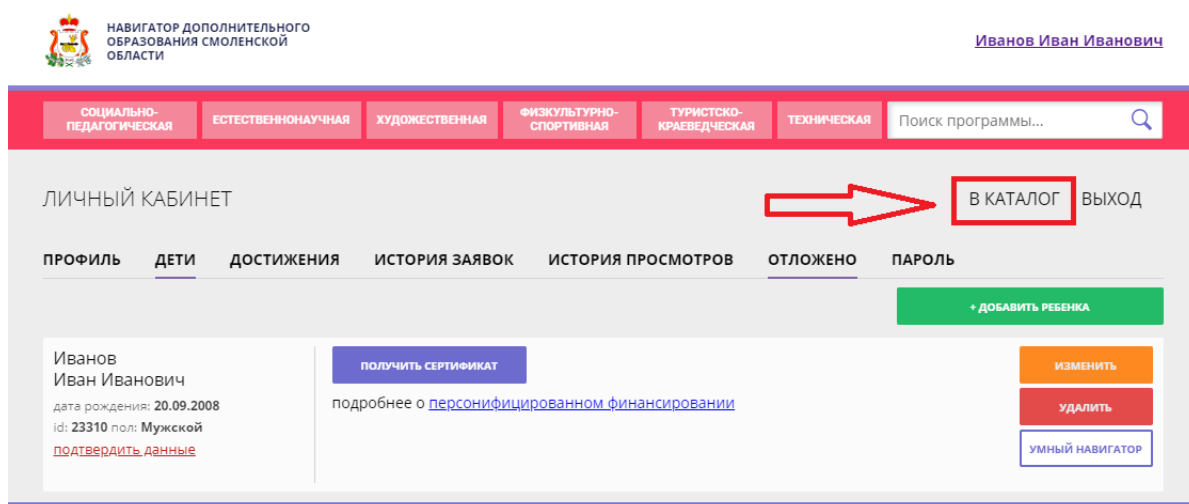 НАВИГАТОР ДОПОЛНИТЕЛЬНОГО
ОБРАЗОВАНИЯ СМОЛЕНСКОЙ
ОБЛАСТИ
Иванов Иван Иванович
СОЦИАЛЬНО-
ПЕДАГОГИЧЕСКАЯ
ЕСТЕСТВЕННОНАУЧНАЯ
ХУДОЖЕСТВЕННАЯ
ФИЗКУЛЬТУРНО-
СПОРТИВНАЯ
ТУРИСТСКО-
КРАЕВЕДЧЕСКАЯ
ТЕХНИЧЕСКАЯ
Поиск программы...
ЛИЧНЫЙ КАБИНЕТ
В КАТАЛОГ
ВЫХОД
ПРОФИЛЬ ДЕТИ ДОСТИЖЕНИЯ ИСТОРИЯ ЗАЯВОК ИСТОРИЯ ПРОСМОТРОВ ОТЛОЖЕНО ПАРОЛЬ
+ ДОБАВИТЬ РЕБЕНКА
Иванов
Иван Иванович
дата рождения: 20.09.2008
id: 23310 пол: Мужской
подтвердить данные
ПОЛУЧИТЬ СЕРТИФИКАТ
подробнее о персонифицированном финансировании
ИЗМЕНИТЬ
УДАЛИТЬ
УМНЫЙ НАВИГАТОР